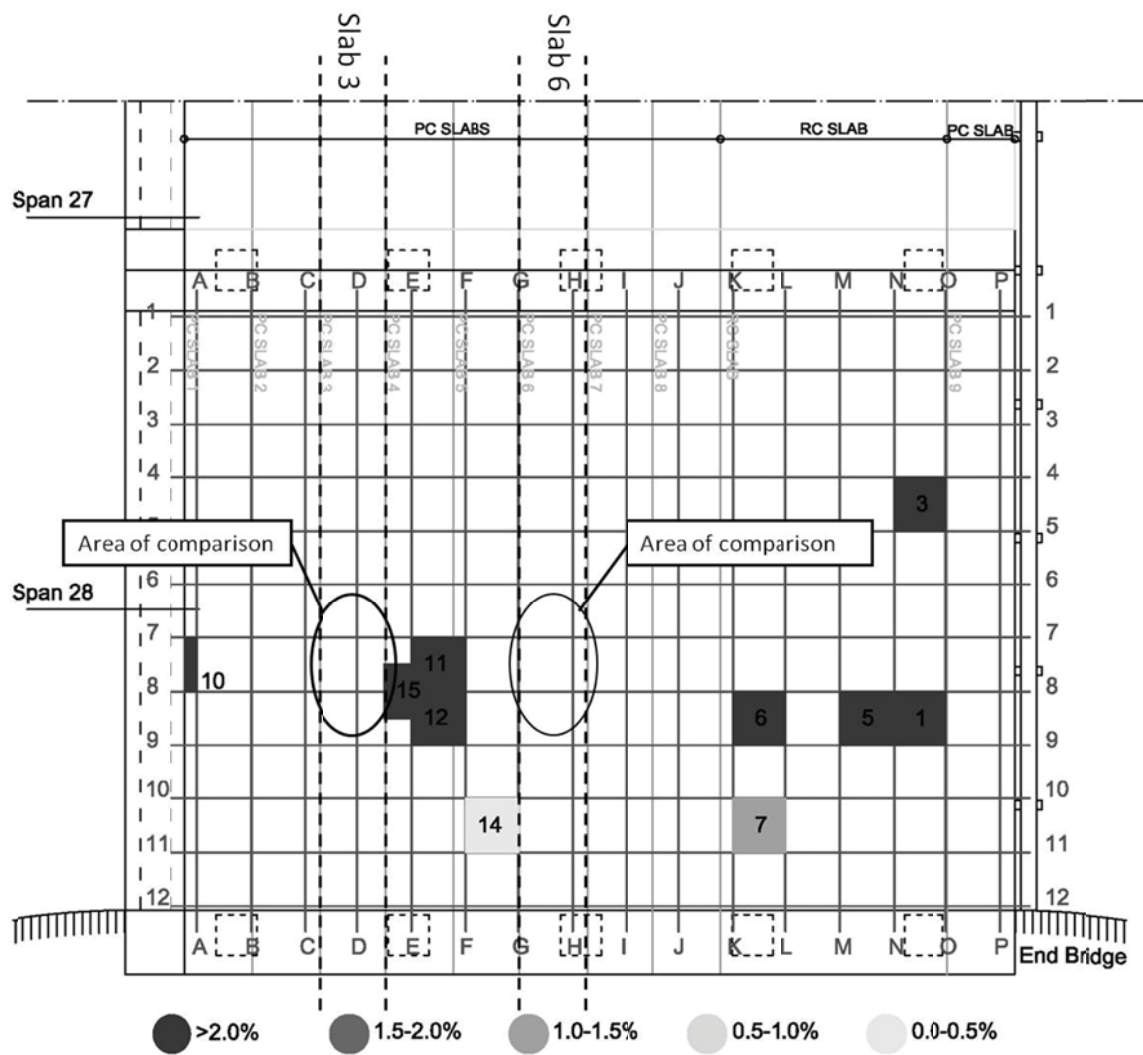 Slab 3
Slab 6
PC SLABS
RC SLAB
PC SLAB
Span 27
A B C D E F G H I J K L M N O P
1 1
PC SLAB 1 PC SLAB 2 PC SLAB 3 PC SLAB 4 PC SLAB 5 PC SLAB 6 PC SLAB 7 PC SLAB 8 RC SLAB PC SLAB 9
2 2
3 3
4 4
3
5
Area of comparison
Area of comparison
6 6
Span 28
7 7
11
10
15
8 8
12
6
5
1
9 9
10 10
14
7
11 11
12 12
A B C D E F G H I J K L M N O P
End Bridge
>2.0%
1.5-2.0%
1.0-1.5%
0.5-1.0%
0.0-0.5%